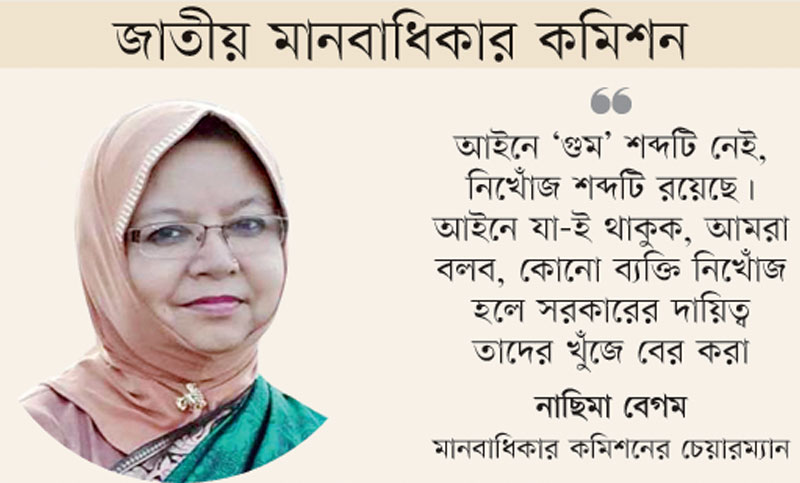 জাতীয় মানবাধিকার কমিশন
“
আইনে ‘গুম’ শব্দটি নেই,
নিখোঁজ শব্দটি রয়েছে।
আইনে যা-ই থাকুক, আমরা
বলব, কোনো ব্যক্তি নিখোঁজ
হলে সরকারের দায়িত্ব
তাদের খুঁজে বের করা
নাছিমা বেগম
মানবাধিকার কমিশনের চেয়ারম্যান